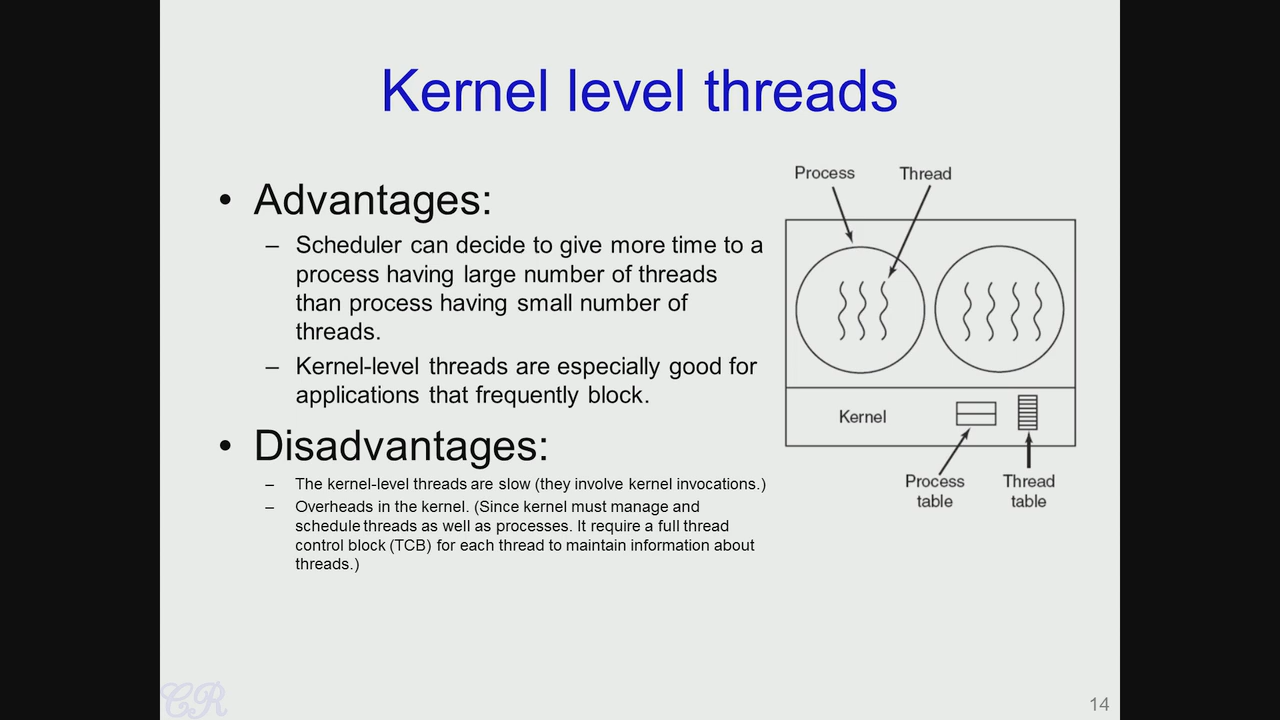 Kernel level threads
• Advantages:
– Scheduler can decide to give more time to a
process having large number of threads
than process having small number of
threads.
– Kernel-level threads are especially good for
applications that frequently block.
• Disadvantages:
– The kernel-level threads are slow (they involve kernel invocations.)
– Overheads in the kernel. (Since kernel must manage and
schedule threads as well as processes. It require a full thread
control block (TCB) for each thread to maintain information about
threads.)
Process
Thread
Kernel
Process
table
Thread
table
CR
14